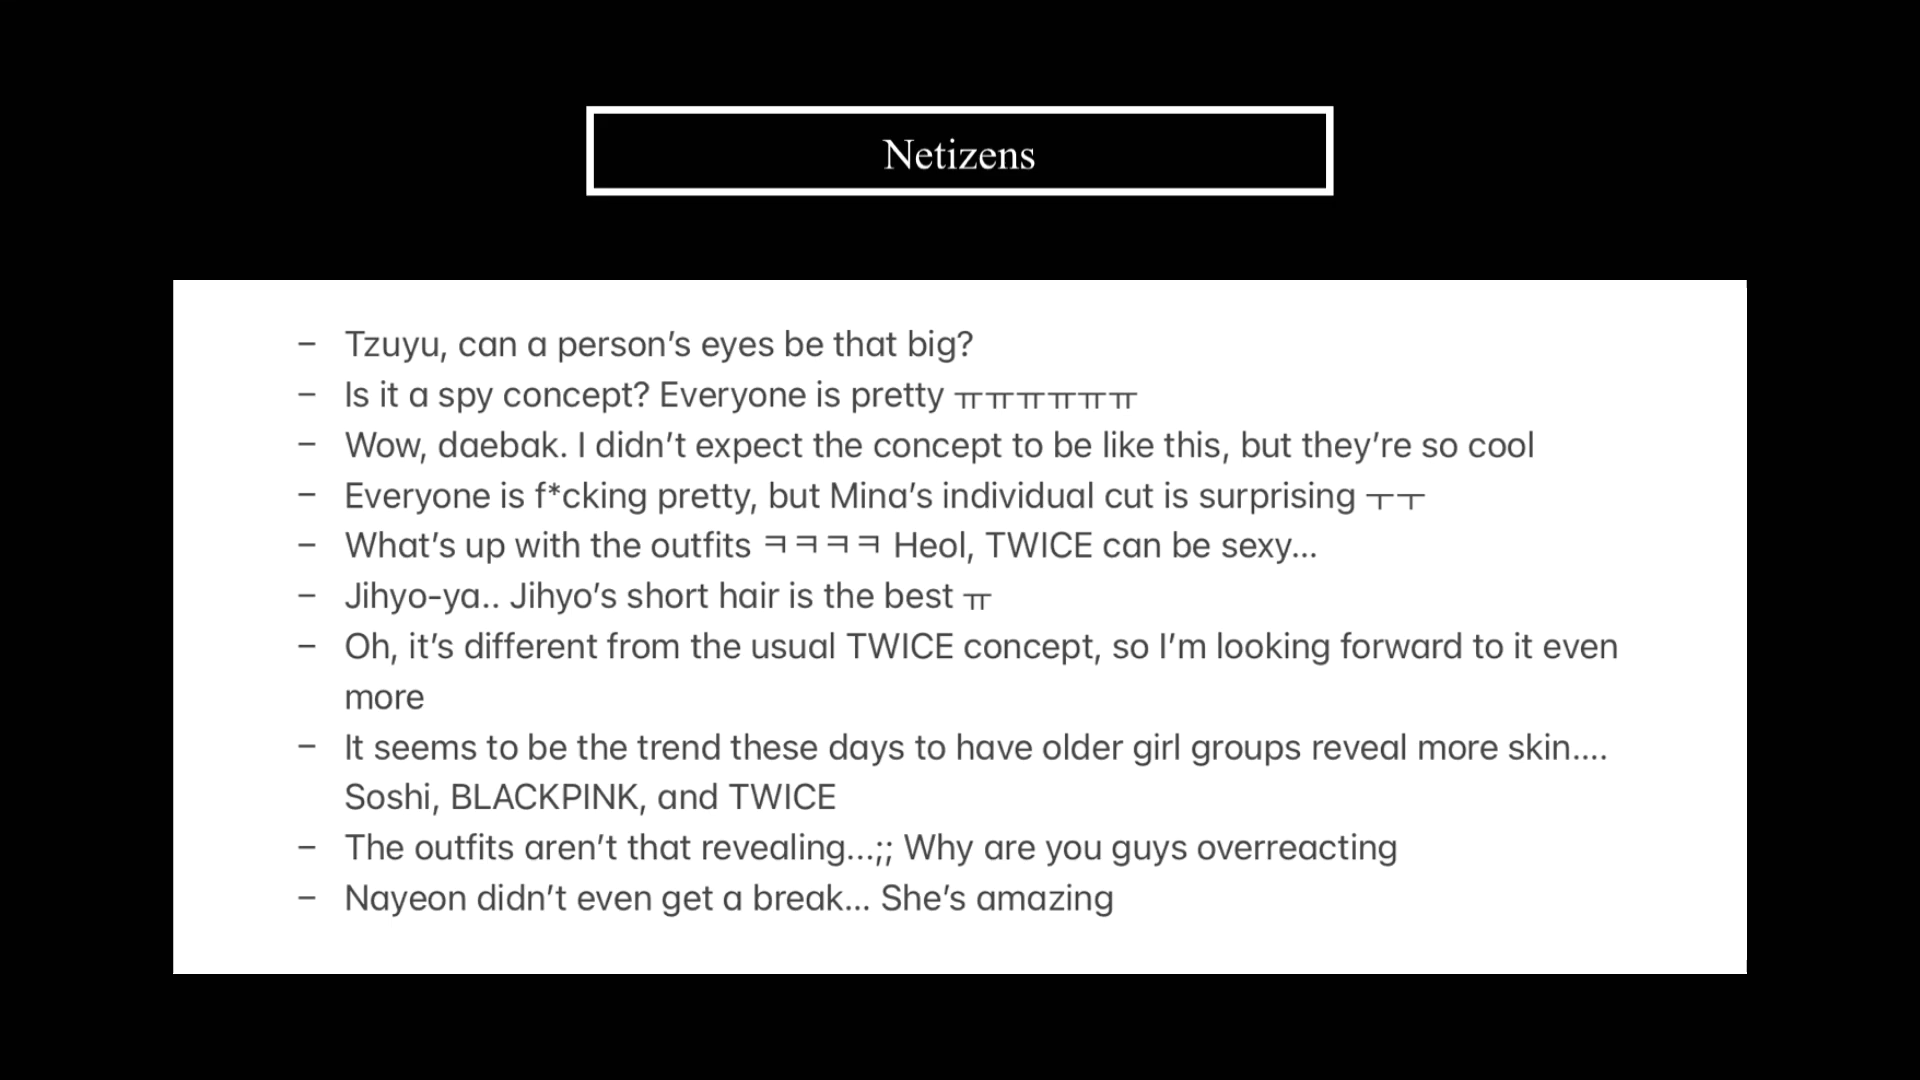 Netizens
– Tzuyu, can a person’s eyes be that big?
– Is it a spy concept? Everyone is pretty ㅠㅠㅠㅠㅠㅠ
– Wow, daebak. I didn’t expect the concept to be like this, but they’re so cool
– Everyone is f*cking pretty, but Mina’s individual cut is surprising ㅜㅜ
– What’s up with the outfits ㅋㅋㅋㅋ Heol, TWICE can be sexy...
– Jihyo-ya.. Jihyo’s short hair is the best ㅠ
– Oh, it’s different from the usual TWICE concept, so I’m looking forward to it even
more
– It seems to be the trend these days to have older girl groups reveal more skin....
Soshi, BLACKPINK, and TWICE
– The outfits aren’t that revealing...;; Why are you guys overreacting
– Nayeon didn’t even get a break... She’s amazing